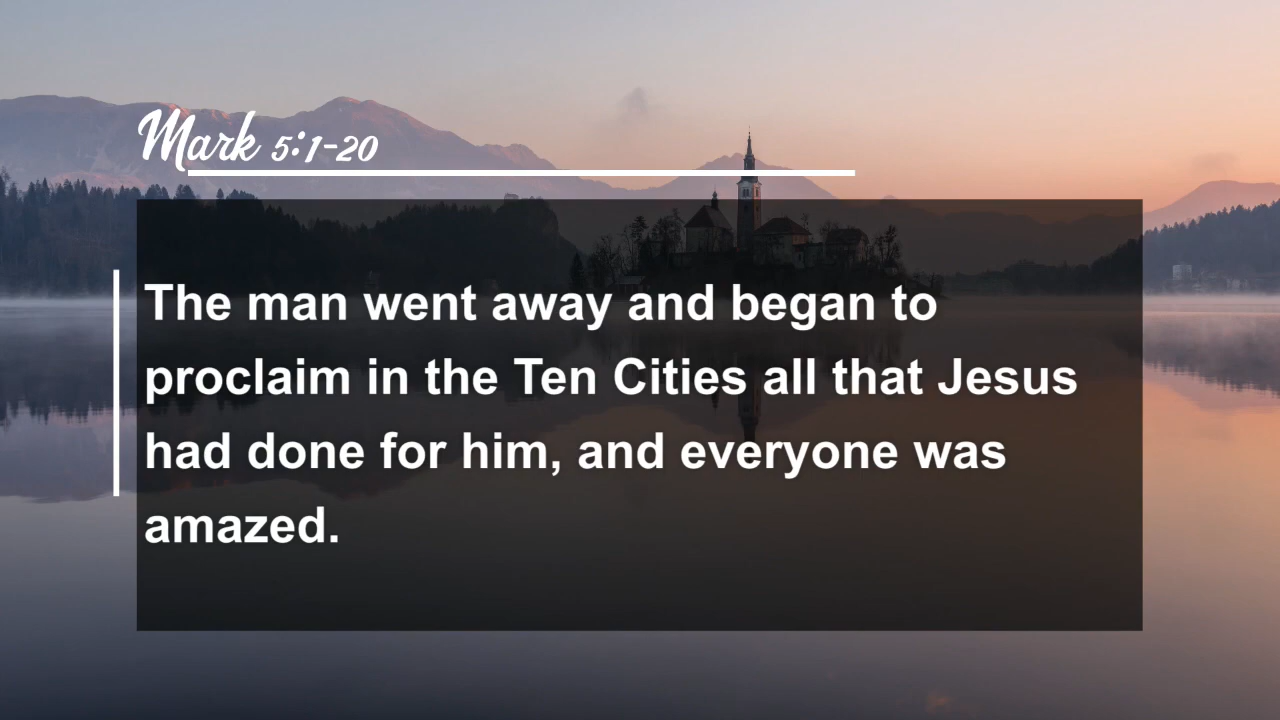 Mark 5:1-20
The man went away and began to
proclaim in the Ten Cities all that Jesus
had done for him, and everyone was
amazed.